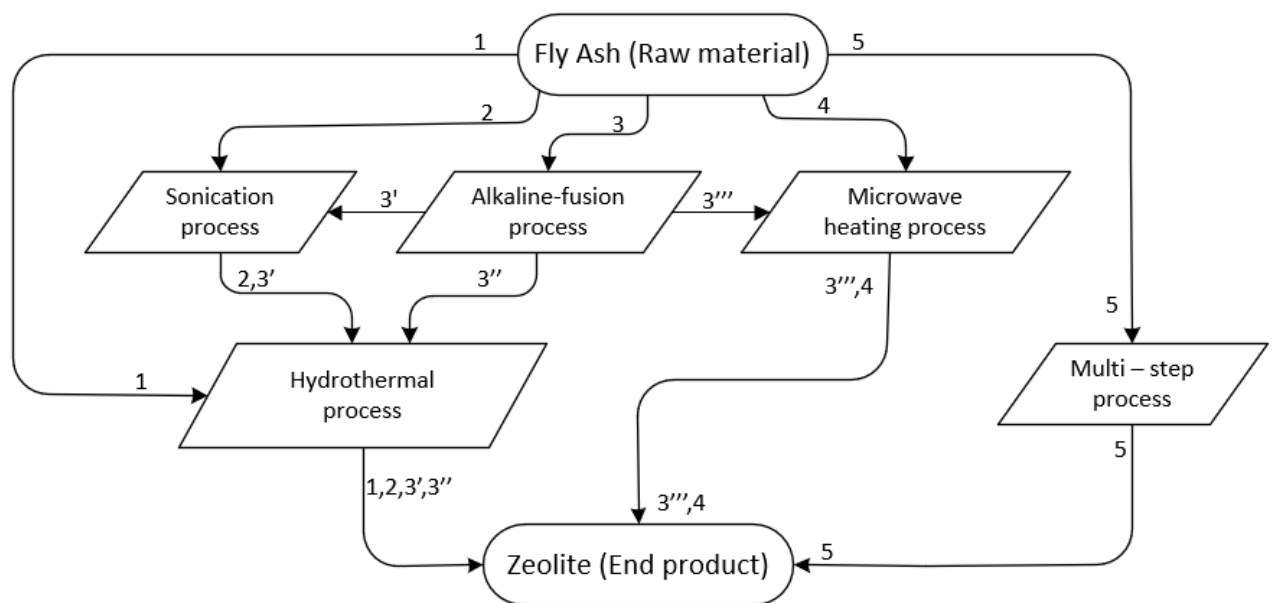 1
Fly Ash (Raw material)
5
2
3
4
Sonication
process
3'
Alkaline-fusion
process
3'''
Microwave
heating process
2,3’
3’’
3’’’,4
5
1
Hydrothermal
process
Multi – step
process
5
1,2,3’,3’’
3’’’,4
5
Zeolite (End product)